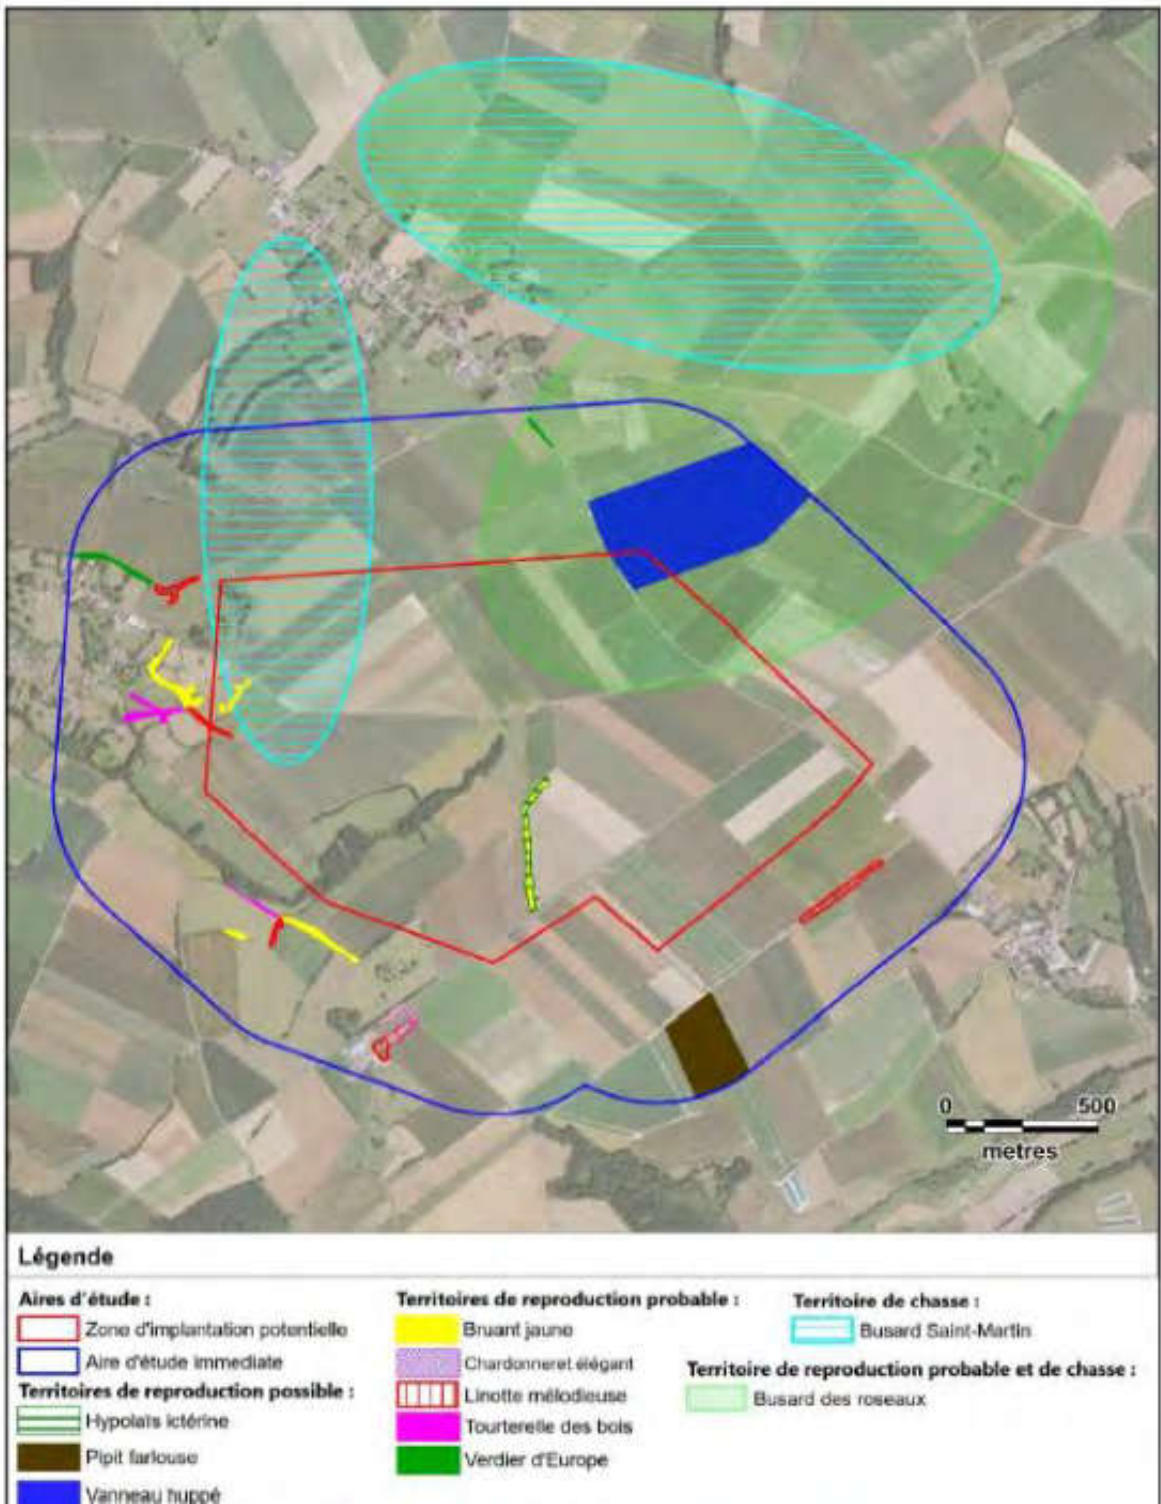 0 500
metres
Légende
Aires d'étude :
Zone d'implantation potentielle
Aire d'étude immediate
Territoires de reproduction possible :
Hypolaïs ictérine
Pipit farlouse
Vanneau huppé
Territoires de reproduction probable :
Bruant jaune
Chardonneret élégant
Linotte mélodieuse
Tourterelle des bois
Verdier d'Europe
Territoire de chasse :
Busard Saint-Martin
Territoire de reproduction probable et de chasse :
Busard des roseaux